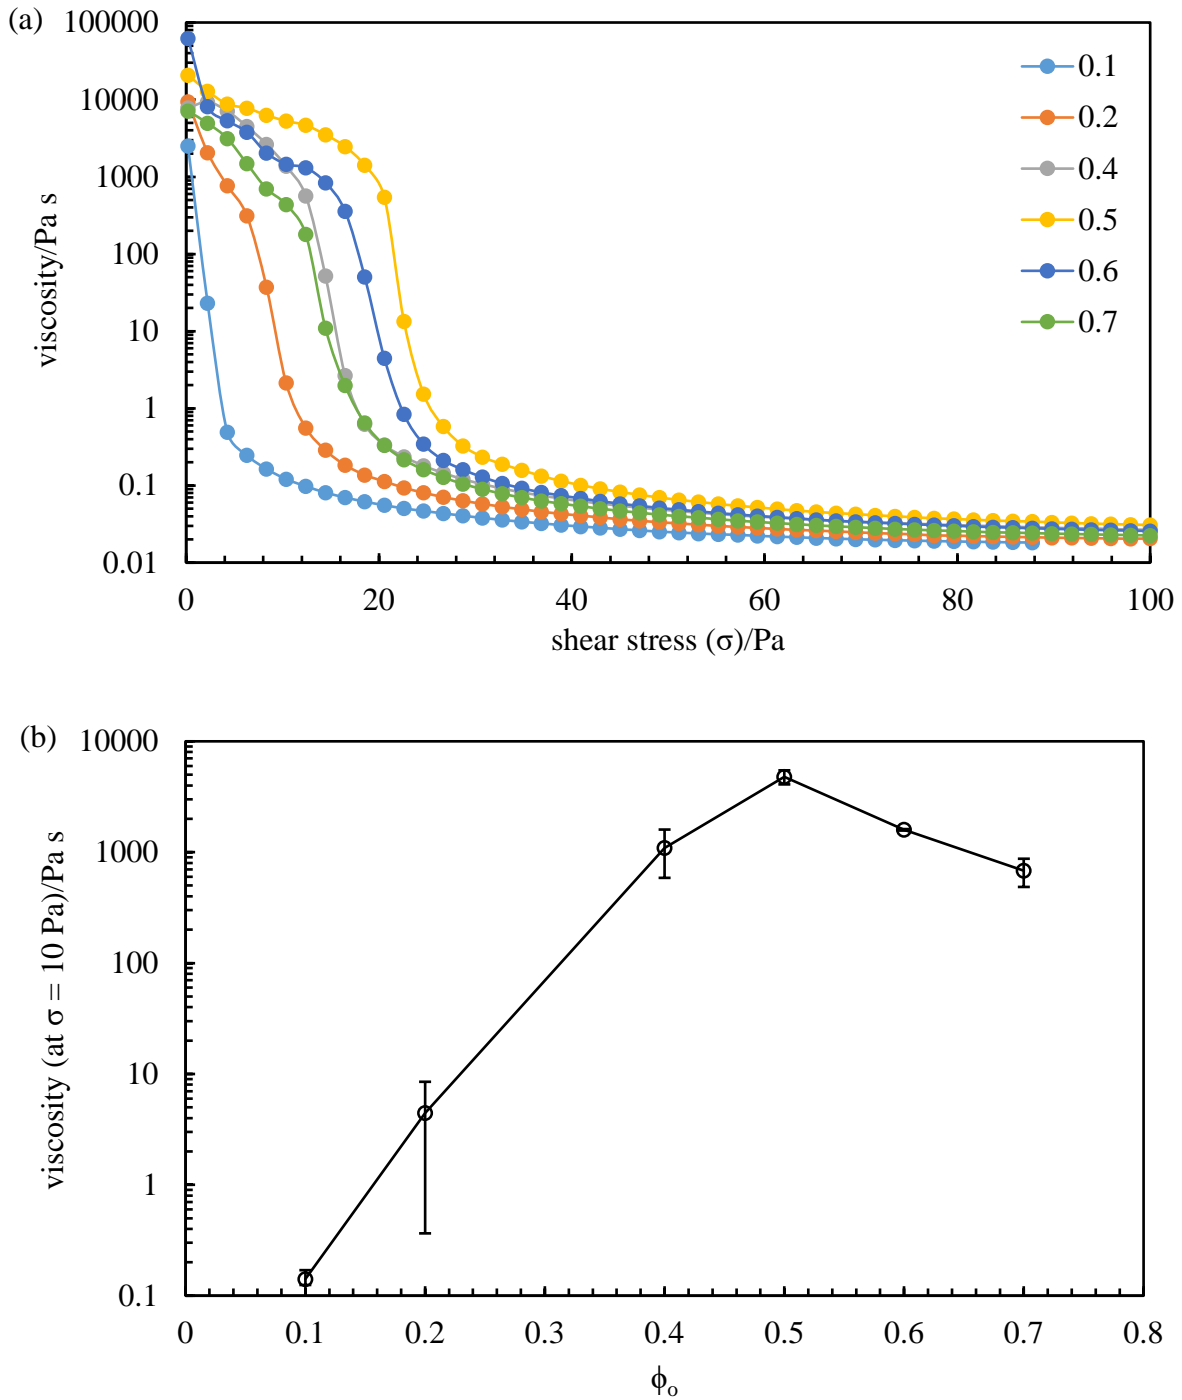 (a)
100000
10000
1000
100
10
1
0.1
0.01
viscosity/Pa s
0.1
0.2
0.4
0.5
0.6
0.7
0 20 40 60 80 100
shear stress (σ)/Pa
(b)
10000
1000
100
10
1
0.1
viscosity (at σ = 10 Pa)/Pa s
0 0.1 0.2 0.3 0.4 0.5 0.6 0.7 0.8
ϕₒ